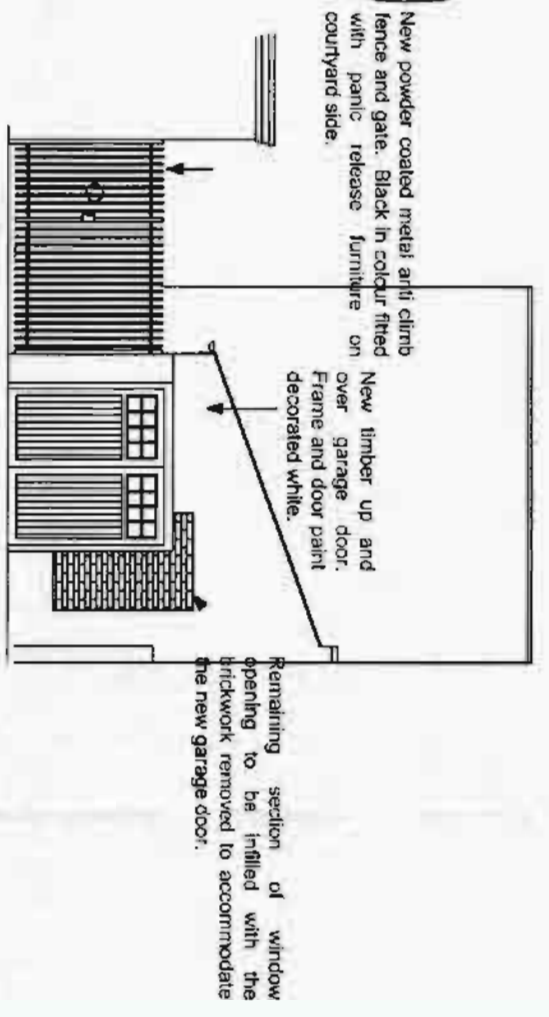 New powder coated metal anti climb
fence and gate. Black in colour fitted
with panic release furniture on
courtyard side.
New timber up and
over garage door.
Frame and door paint
decorated white.
Remaining section of window
opening to be infilled with the
brickwork removed to accommodate
the new garage door.